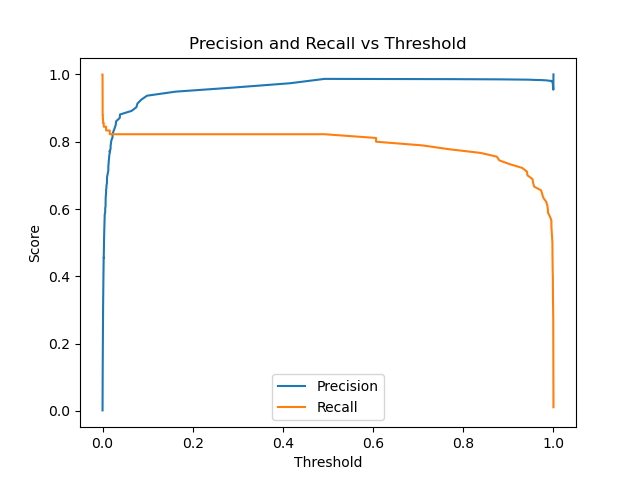 Precision and Recall vs Threshold
1.0
0.8
0.6
0.4
0.2
0.0
Score
Precision
Recall
0.0 0.2 0.4 0.6 0.8 1.0
Threshold